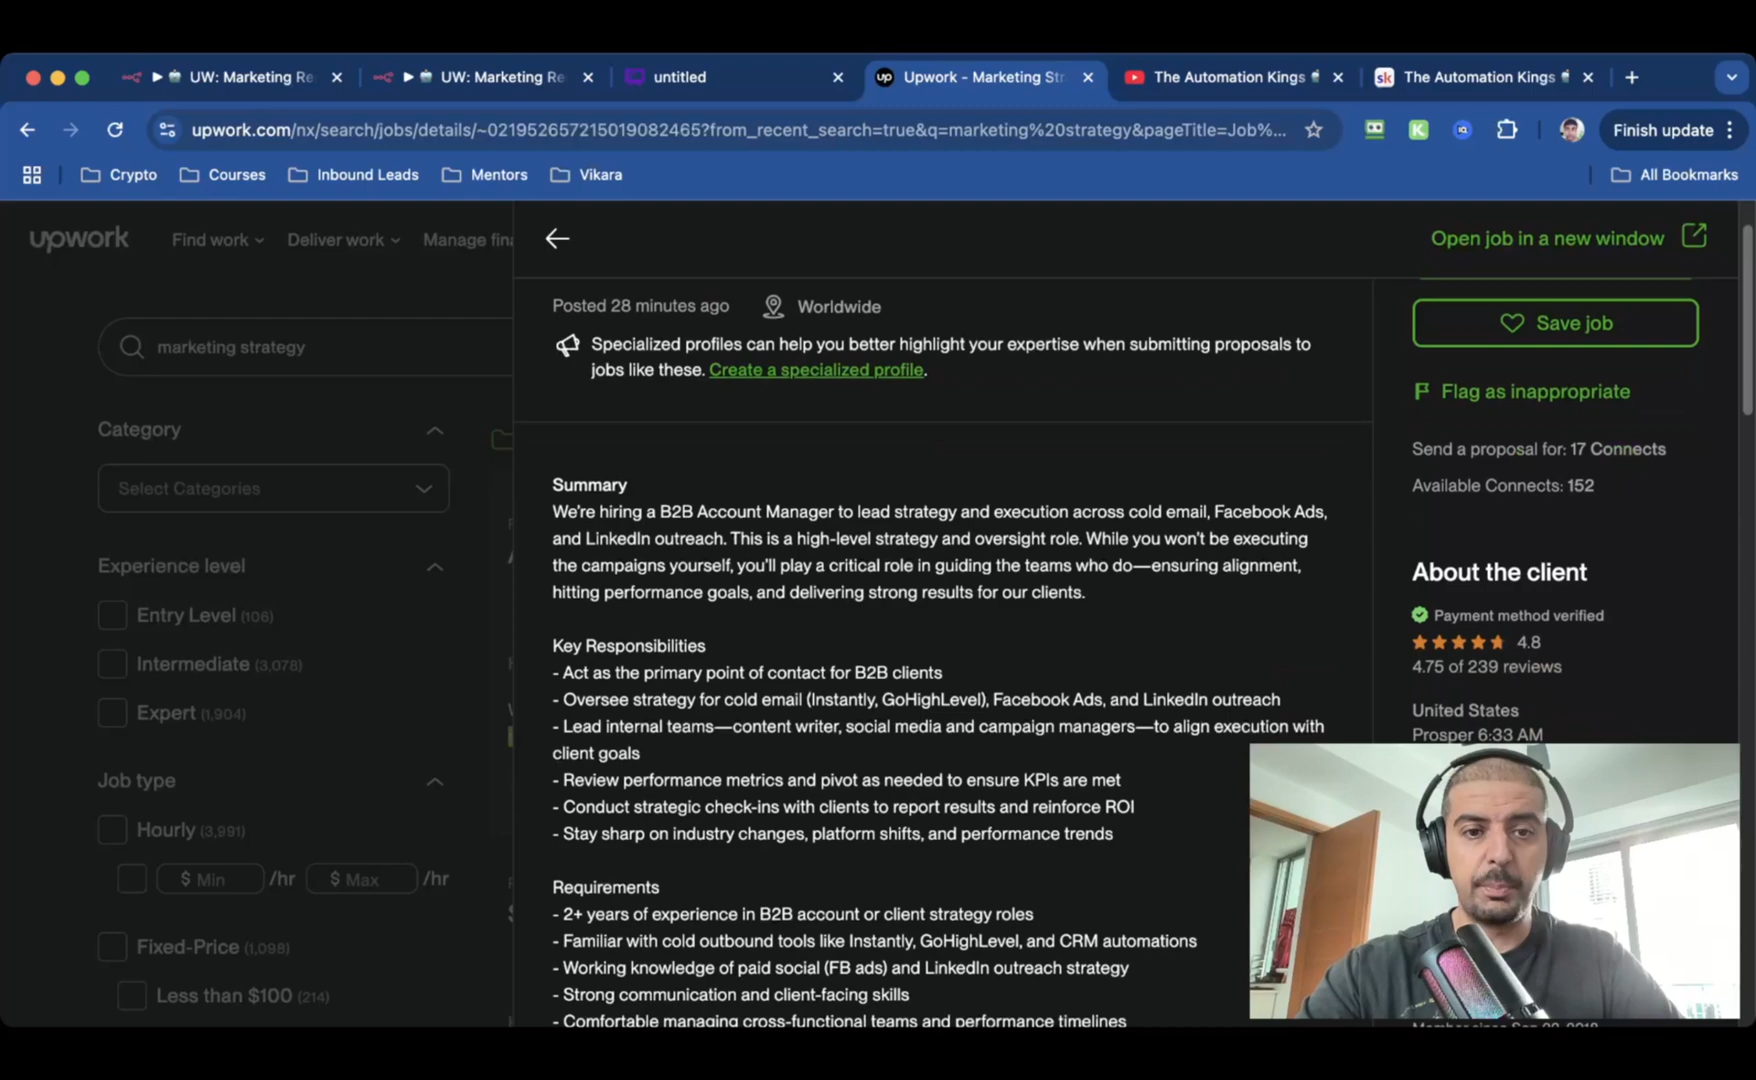 UW: Marketing Re
UW: Marketing Re
untitled
up Upwork - Marketing Str
The Automation Kings
sk The Automation Kings
upwork.com/nx/search/jobs/details/~021952657215019082465?from_recent_search=true&q=marketing%20strategy&pageTitle=Job%...
Finish update
Crypto
Courses
Inbound Leads
Mentors
Vikara
All Bookmarks
upwork
Find work
Deliver work
Manage fin
Open job in a new window
marketing strategy
Category
Select Categories
Experience level
Entry Level (106)
Intermediate (3,078)
Expert (1,904)
Job type
Hourly (3,991)
$ Min /hr $ Max /hr
Fixed-Price (1,098)
Less than $100 (214)
Posted 28 minutes ago Worldwide
Specialized profiles can help you better highlight your expertise when submitting proposals to
jobs like these. Create a specialized profile.
Summary
We're hiring a B2B Account Manager to lead strategy and execution across cold email, Facebook Ads,
and LinkedIn outreach. This is a high-level strategy and oversight role. While you won't be executing
the campaigns yourself, you'll play a critical role in guiding the teams who do—ensuring alignment,
hitting performance goals, and delivering strong results for our clients.
Key Responsibilities
- Act as the primary point of contact for B2B clients
- Oversee strategy for cold email (Instantly, GoHighLevel), Facebook Ads, and LinkedIn outreach
- Lead internal teams—content writer, social media and campaign managers—to align execution with
client goals
- Review performance metrics and pivot as needed to ensure KPIs are met
- Conduct strategic check-ins with clients to report results and reinforce ROI
- Stay sharp on industry changes, platform shifts, and performance trends
Requirements
- 2+ years of experience in B2B account or client strategy roles
- Familiar with cold outbound tools like Instantly, GoHighLevel, and CRM automations
- Working knowledge of paid social (FB ads) and LinkedIn outreach strategy
- Strong communication and client-facing skills
- Comfortable managing cross-functional teams and performance timelines
Save job
Flag as inappropriate
Send a proposal for: 17 Connects
Available Connects: 152
About the client
Payment method verified
4.8
4.75 of 239 reviews
United States
Prosper 6:33 AM